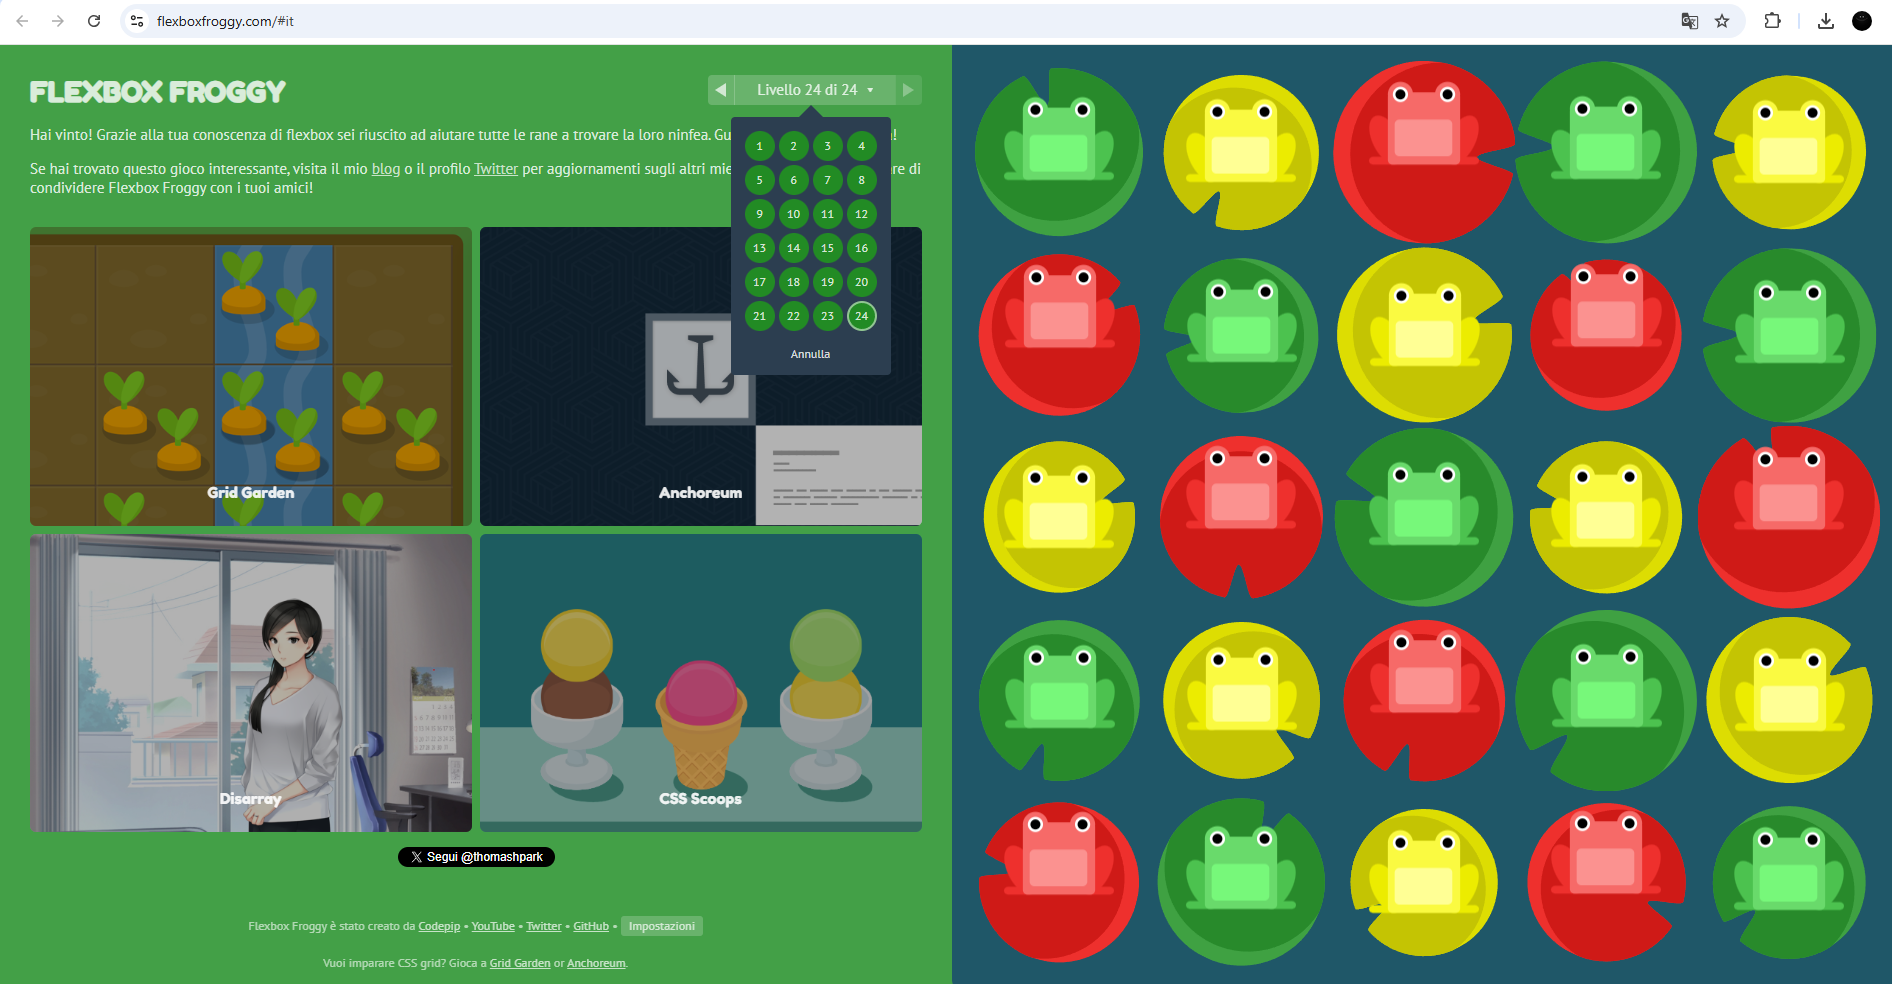 flexboxfroggy.com/#it
FLEXBOX FROGGY
Livello 24 di 24
Hai vinto! Grazie alla tua conoscenza di flexbox sei riuscito ad aiutare tutte le rane a trovare la loro ninfea. Gu
!
Se hai trovato questo gioco interessante, visita il mio blog o il profilo Twitter per aggiornamenti sugli altri mie
re di
condividere Flexbox Froggy con i tuoi amici!
1 2 3 4
5 6 7 8
9 10 11 12
13 14 15 16
17 18 19 20
21 22 23 24
Annulla
Grid Garden
Anchoreum
Disarray
CSS Scoops
Segui @thomashpark
Flexbox Froggy è stato creato da Codepip • YouTube • Twitter • GitHub • Impostazioni
Vuoi imparare CSS grid? Gioca a Grid Garden or Anchoreum.